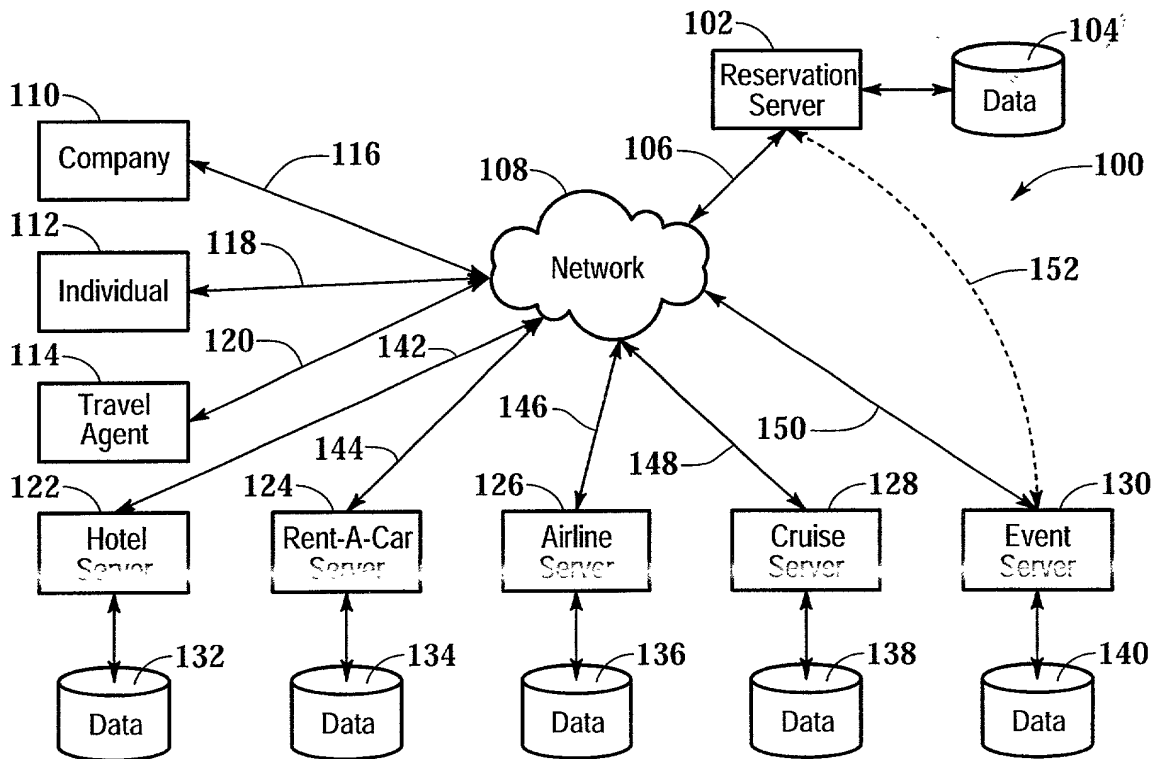 102
104
Reservation
Server
Data
110
Company
116
106
100
108
112
118
Network
152
Individual
120
142
114
Travel
Agent
146
150
144
148
122
124
126
128
130
Hotel
Server
Rent-A-Car
Server
Airline
Server
Cruise
Server
Event
Server
132
134
136
138
140
Data
Data
Data
Data
Data